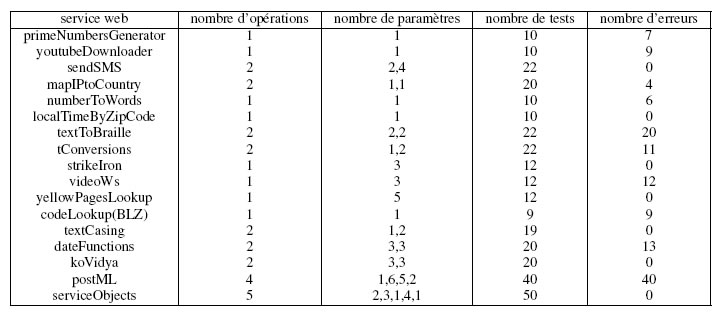 service web nombre d'opérations nombre de paramètres nombre de tests nombre d'erreurs
primeNumbersGenerator 1 1 10 7
youtubeDownloader 1 1 10 9
sendSMS 2 2,4 22 0
mapIPtoCountry 2 1,1 20 4
numberToWords 1 1 10 6
localTimeByZipCode 1 1 10 0
textToBraille 2 2,2 22 20
tConversions 2 1,2 22 11
strikeIron 1 3 12 0
videoWs 1 3 12 12
yellowPagesLookup 1 5 12 0
codeLookup(BLZ) 1 1 9 9
textCasing 2 1,2 19 0
dateFunctions 2 3,3 20 13
koVidya 2 3,3 20 0
postML 4 1,6,5,2 40 40
serviceObjects 5 2,3,1,4,1 50 0